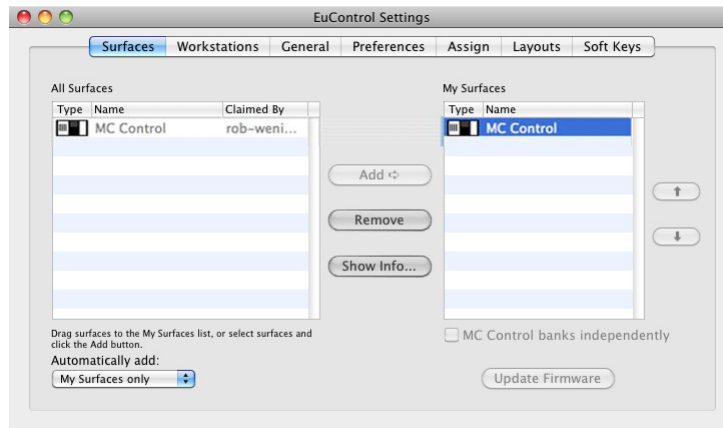 EuControl Settings
Surfaces Workstations General Preferences Assign Layouts Soft Keys
All Surfaces
Type Name Claimed By
MC Control rob-weni...
My Surfaces
Type Name
MC Control
Add
Remove
Show Info...
Drag surfaces to the My Surfaces list, or select surfaces and
click the Add button.
Automatically add:
My Surfaces only
MC Control banks independently
Update Firmware